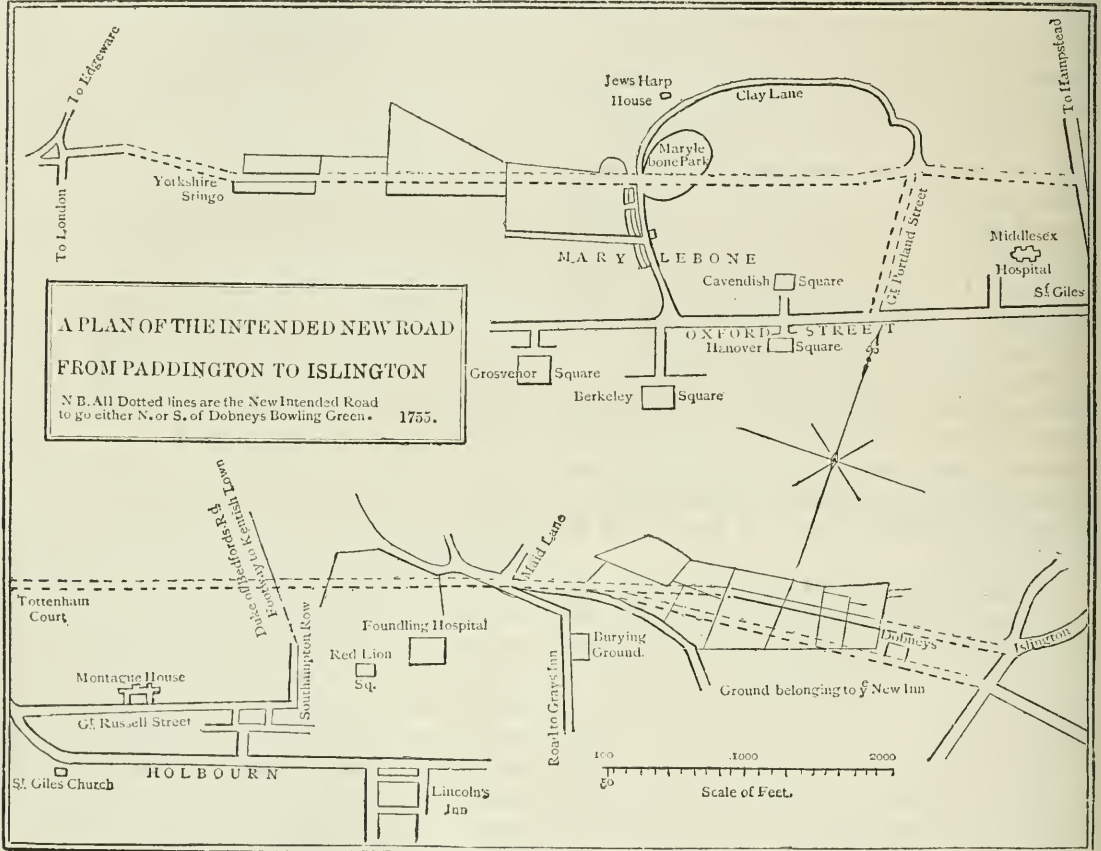 To Edgeware
To London
Yorkshire
Stingo
Jews Harp
House
Clay Lane
Maryle
bone Park
To Hampstead
MARY LEBONE
Cavendish Square
Gt. Portland Street
Middlesex
Hospital
St. Giles
OXFORD STREET
Hanover Square
Grosvenor Square
Berkeley Square
A PLAN OF THE INTENDED NEW ROAD
FROM PADDINGTON TO ISLINGTON
N B. All Dotted lines are the New Intended Road
to go either N. or S. of Dobneys Bowling Green. 1755.
Tottenham
Court
Duke of Bedfords Rd.
Footway to Kentish Town
Southampton Row
Montague House
Gt. Russell Street
St. Giles Church
HOLBOURN
Red Lion
Sq.
Foundling Hospital
Maid Lane
Road to Grays Inn
Burying
Ground.
Lincoln's
Inn
Dobneys
Islington
Ground belonging to ye New Inn
100 1000 2000
50
Scale of Feet.